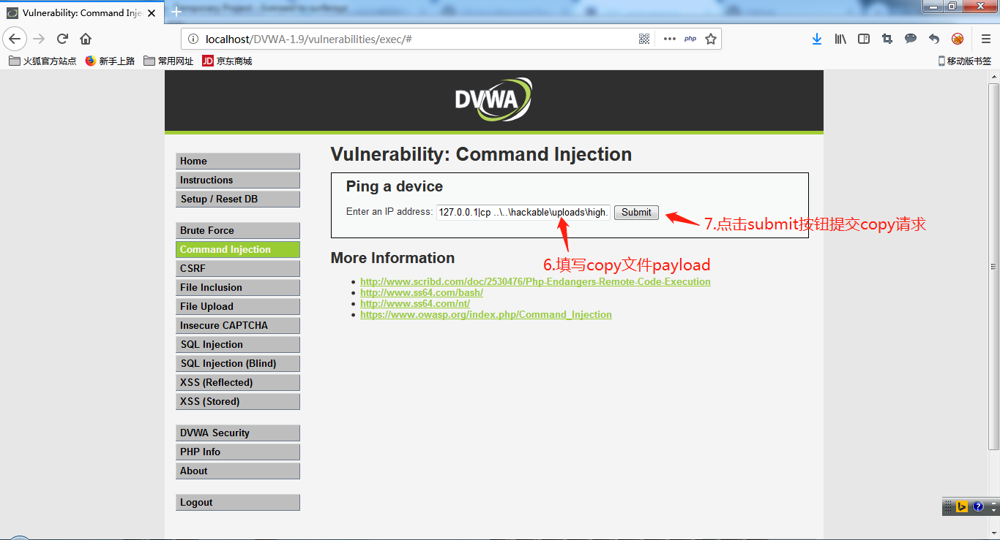 Vulnerability: Command Inje
localhost/DVWA-1.9/vulnerabilities/exec/#
php
火狐官方站点
新手上路
常用网址
JD
京东商城
移动版书签
DVWA
Home
Instructions
Setup / Reset DB
Brute Force
Command Injection
CSRF
File Inclusion
File Upload
Insecure CAPTCHA
SQL Injection
SQL Injection (Blind)
XSS (Reflected)
XSS (Stored)
DVWA Security
PHP Info
About
Logout
Vulnerability: Command Injection
Ping a device
Enter an IP address: 127.0.0.1|cp ..\..\hackable\uploads\high. Submit
7.点击submit按钮提交copy请求
6.填写copy文件payload
More Information
http://www.scribd.com/doc/2530476/Php-Endangers-Remote-Code-Execution
http://www.ss64.com/bash/
http://www.ss64.com/nt/
https://www.owasp.org/index.php/Command_Injection